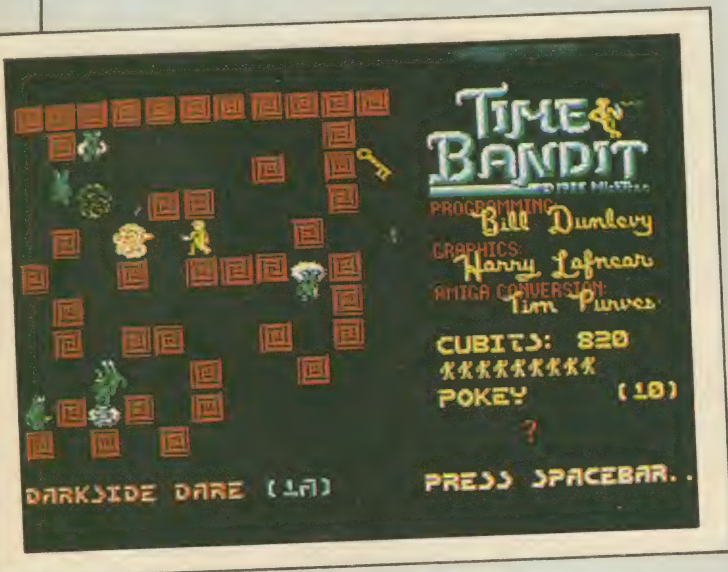 TIME
BANDIT
PROGRAMMING:
Bill Dunlevy
GRAPHICS:
Harry Lafnear
AMIGA CONVERSION:
Tim Purves
CUBITS: 820
POKEY (10)
?
DARKSIDE DARE (1A)
PRESS SPACEBAR..